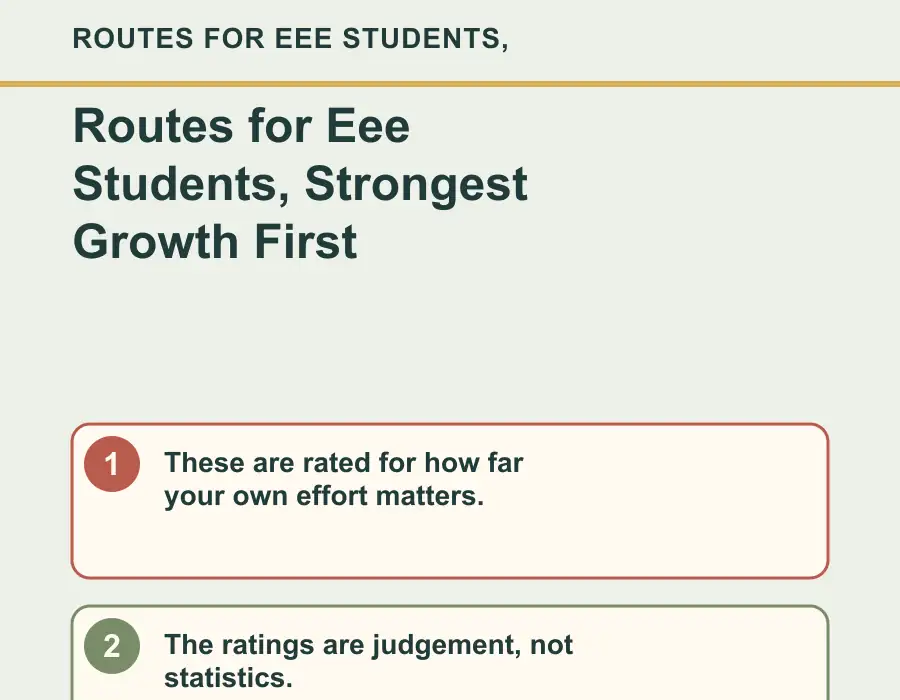 ROUTES FOR EEE STUDENTS,
Routes for Eee
Students, Strongest
Growth First
1
These are rated for how far
your own effort matters.
2
The ratings are judgement, not
statistics.